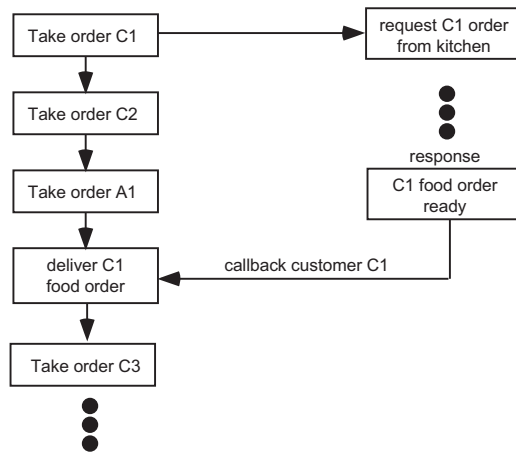 Take order C1
request C1 order
from kitchen
Take order C2
response
Take order A1
C1 food order
ready
deliver C1
food order
callback customer C1
Take order C3